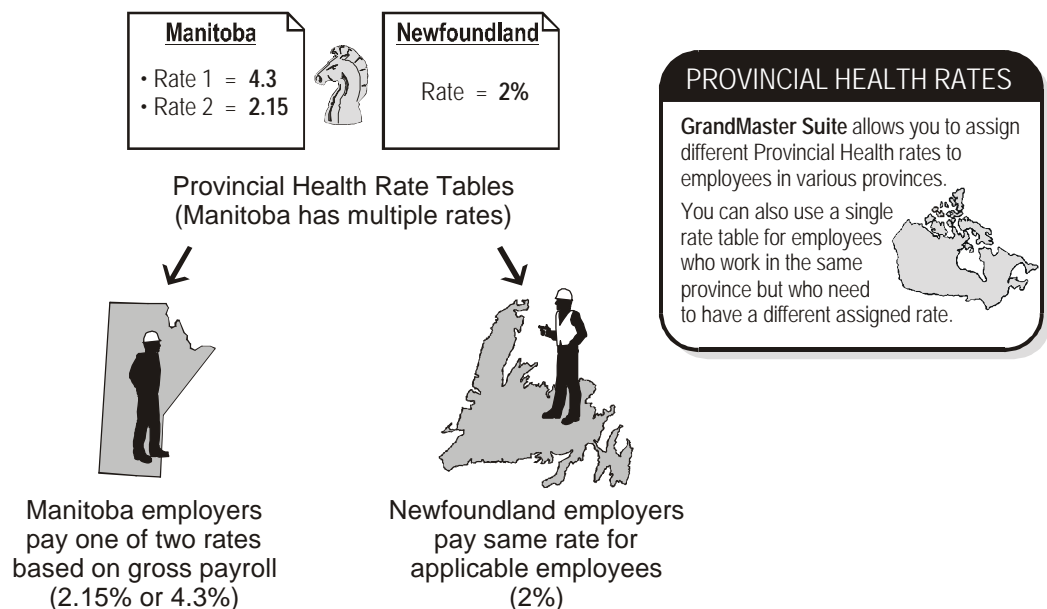 Manitoba
• Rate 1 = 4.3
• Rate 2 = 2.15
Newfoundland
Rate = 2%
Provincial Health Rate Tables
(Manitoba has multiple rates)
Manitoba employers
pay one of two rates
based on gross payroll
(2.15% or 4.3%)
Newfoundland employers
pay same rate for
applicable employees
(2%)
PROVINCIAL HEALTH RATES
GrandMaster Suite allows you to assign
different Provincial Health rates to
employees in various provinces.
You can also use a single
rate table for employees
who work in the same
province but who need
to have a different assigned rate.